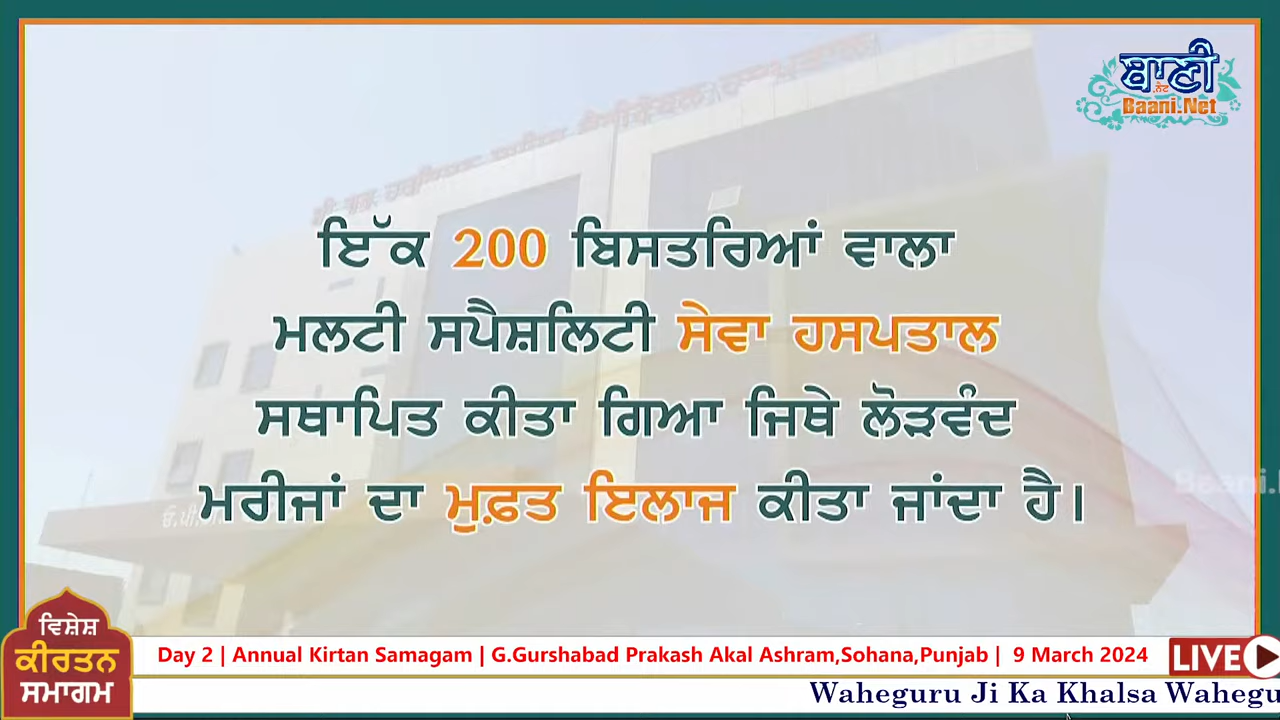 ਬਾਣੀ
.ਨੇਟ
Baani.Net
ਇੱਕ 200 ਬਿਸਤਰਿਆਂ ਵਾਲਾ
ਮਲਟੀ ਸਪੈਸ਼ਲਿਟੀ ਸੇਵਾ ਹਸਪਤਾਲ
ਸਥਾਪਿਤ ਕੀਤਾ ਗਿਆ ਜਿਥੇ ਲੋੜਵੰਦ
ਮਰੀਜਾਂ ਦਾ ਮੁਫ਼ਤ ਇਲਾਜ ਕੀਤਾ ਜਾਂਦਾ ਹੈ।
ਓ.ਪੀ.
Baani.
ਵਿਸ਼ੇਸ਼
ਕੀਰਤਨ
ਸਮਾਗਮ
Day 2 | Annual Kirtan Samagam | G.Gurshabad Prakash Akal Ashram,Sohana,Punjab | 9 March 2024
LIVE
Waheguru Ji Ka Khalsa Wahegu